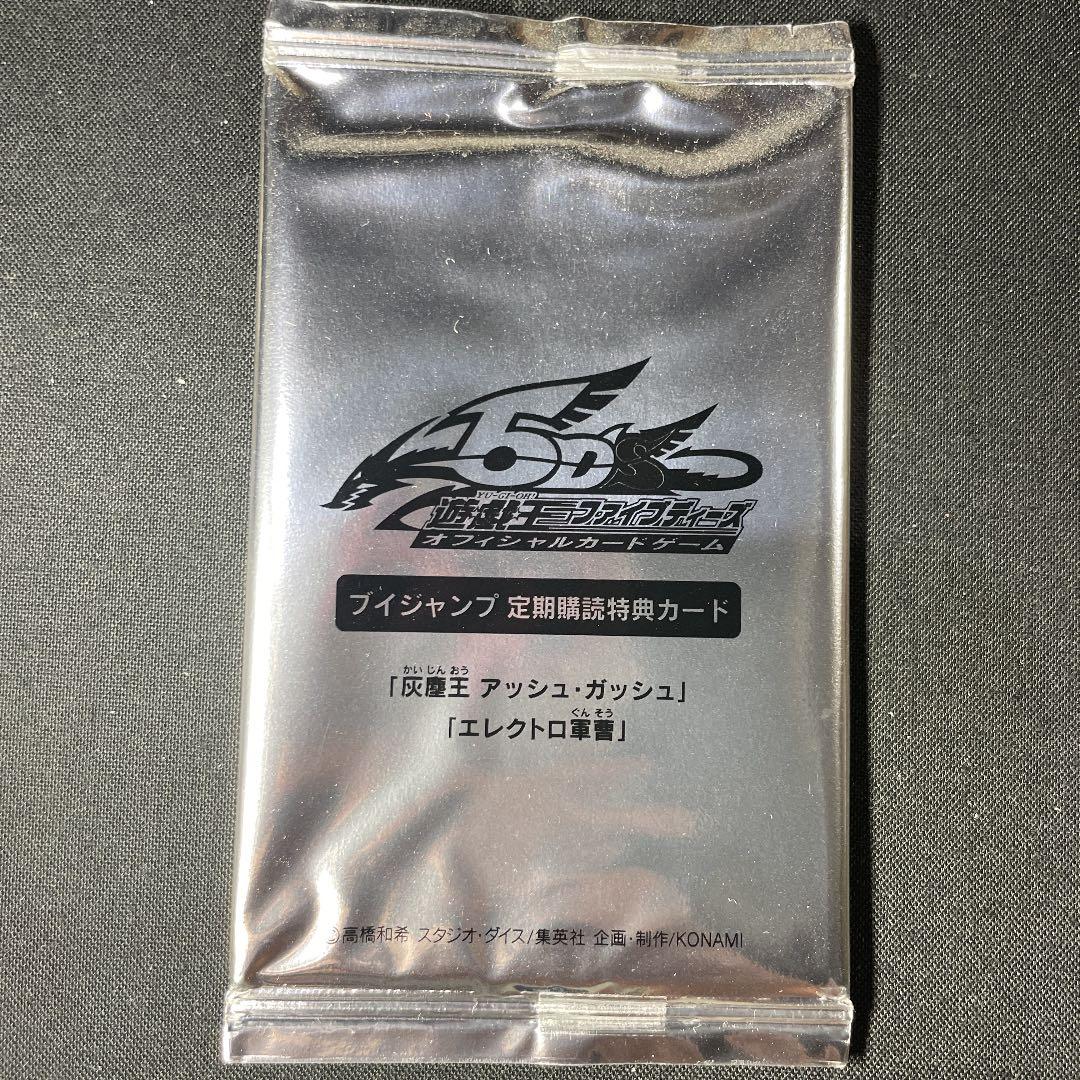 5D's
YU-GI-OH!
遊戯王ファイブディーズ
オフィシャルカードゲーム
ブイジャンプ 定期購読特典カード
かいじんおう
「灰塵王 アッシュ・ガッシュ」
ぐんそう
「エレクトロ軍曹」
©高橋和希 スタジオ・ダイス/集英社 企画・制作/KONAMI